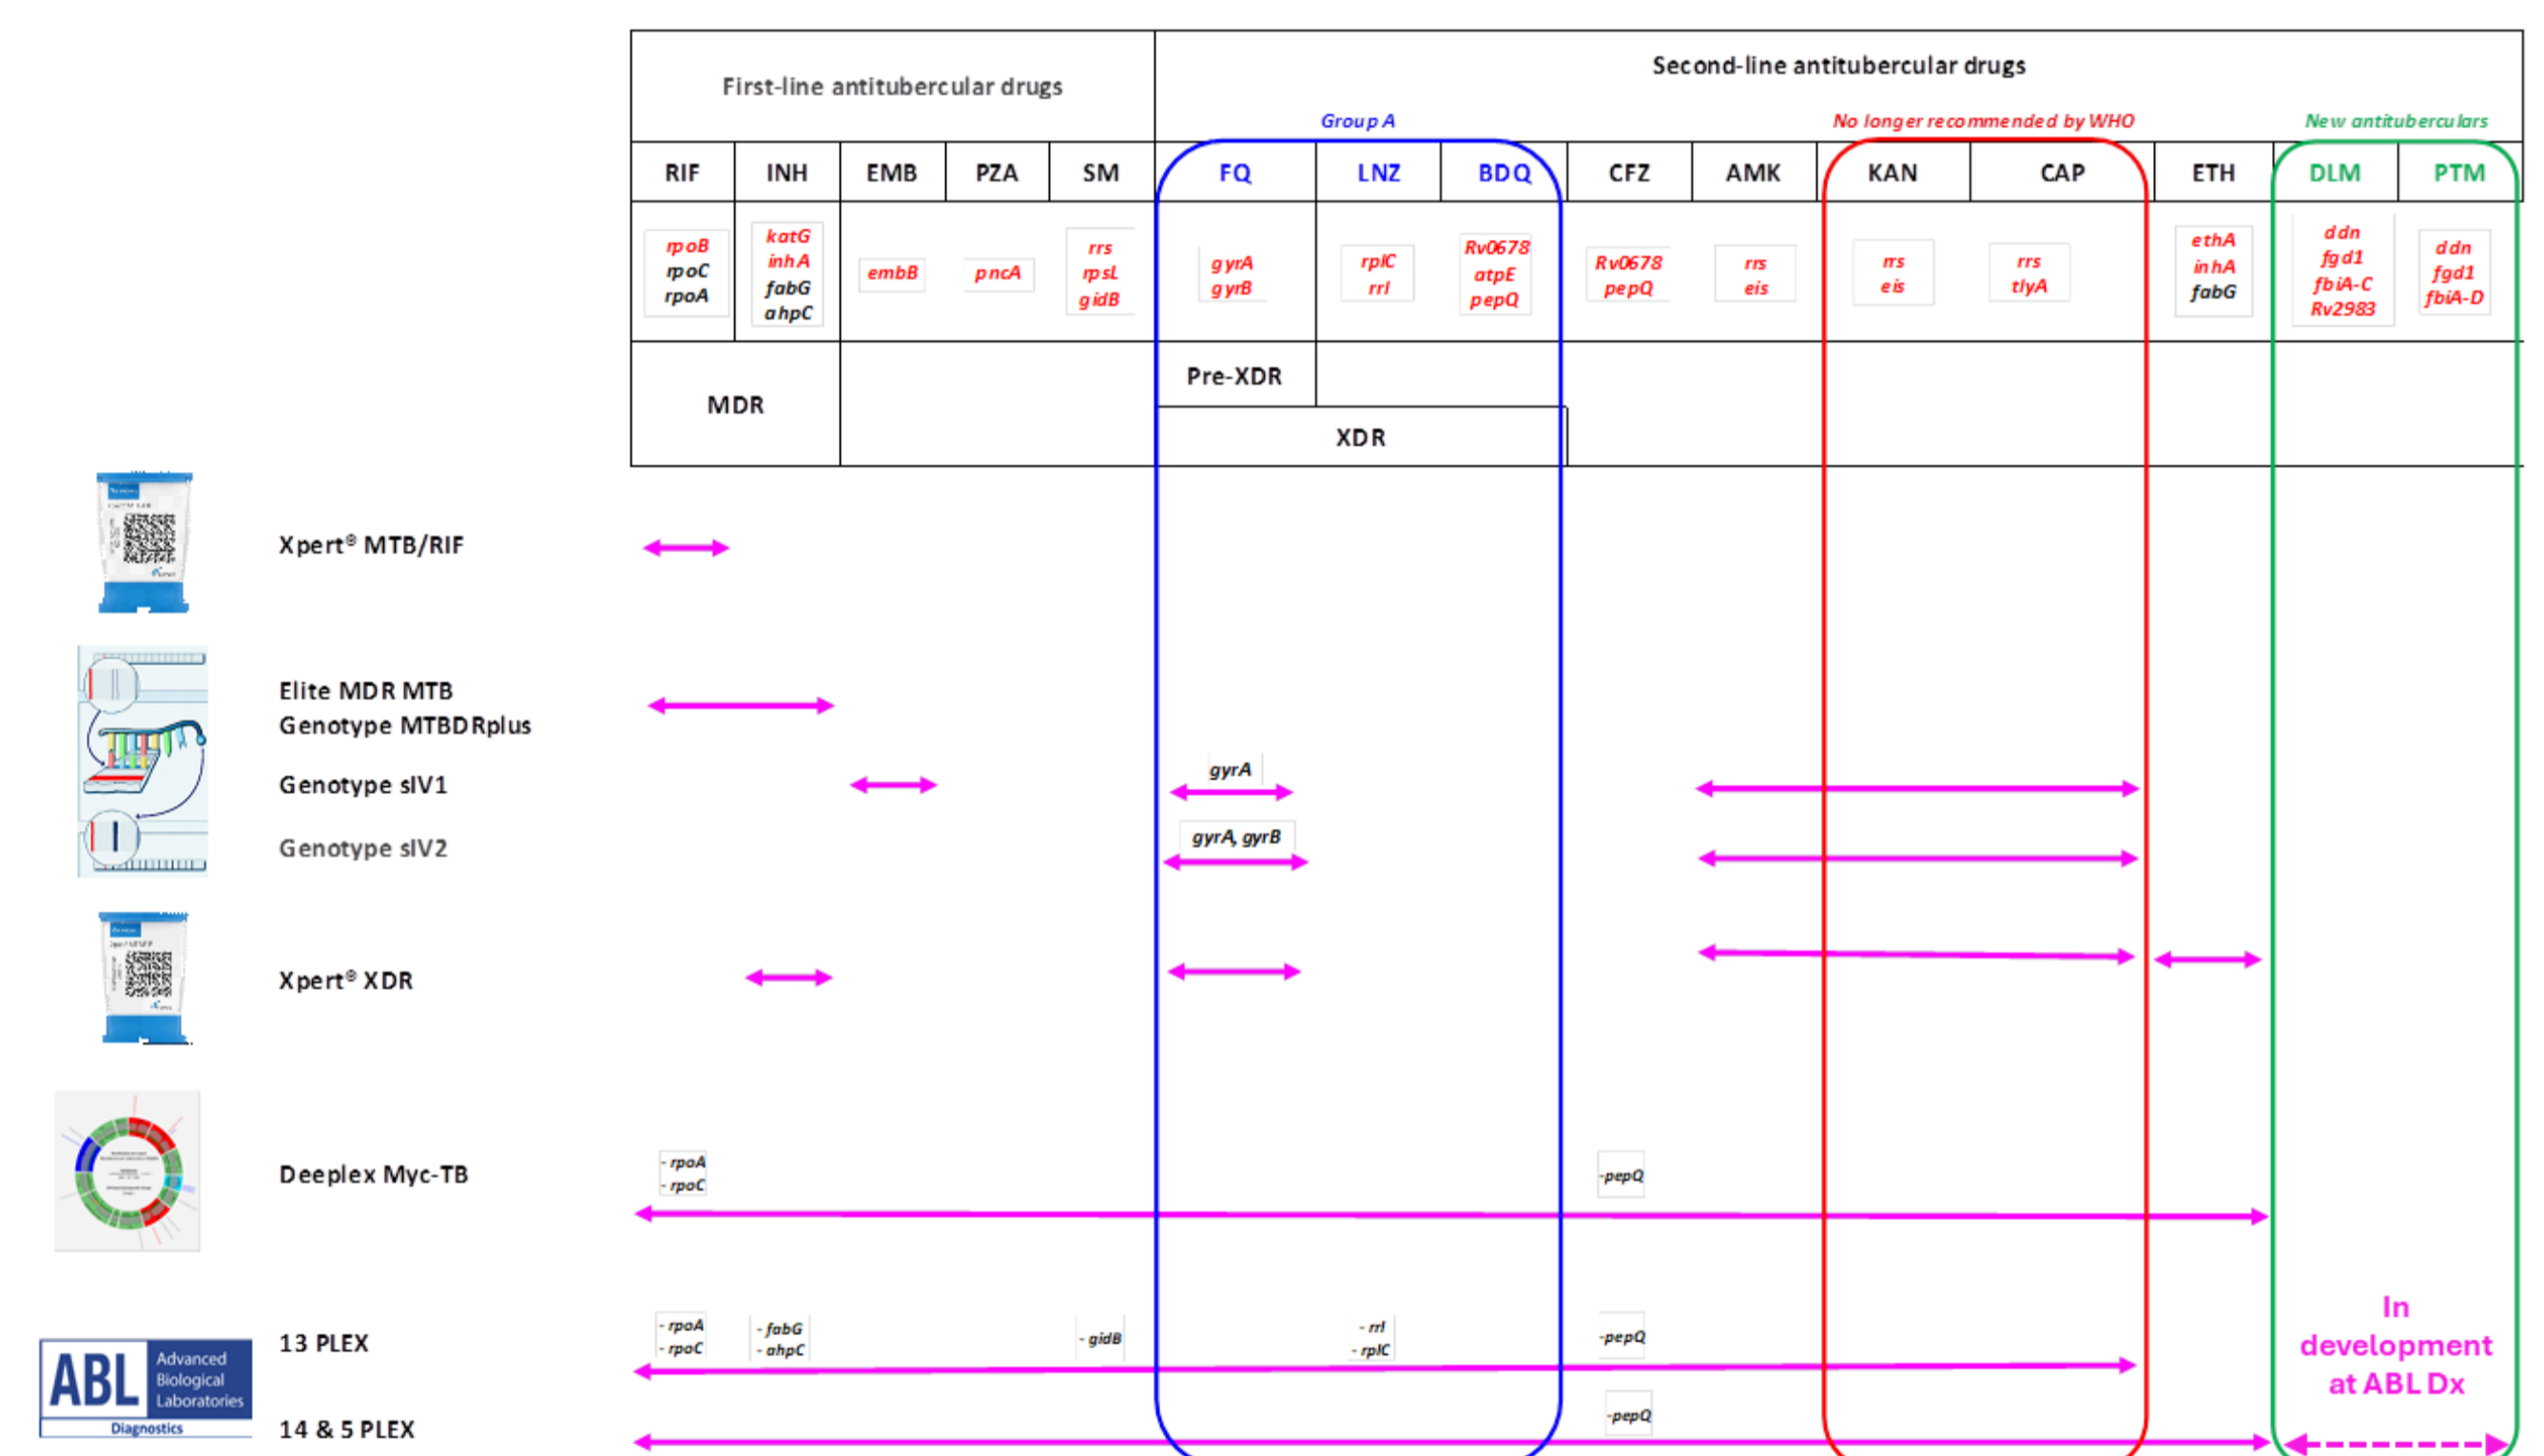 First-line antitubercular drugs
Second-line antitubercular drugs
Group A
No longer recommended by WHO
New antituberculars
RIF INH EMB PZA SM FQ LNZ BDQ CFZ AMK KAN CAP ETH DLM PTM
rpoB
rpoC
rpoA
katG
inhA
fabG
ahpC
embB
pncA
rrs
rpsL
gidB
gyrA
gyrB
rplC
rrl
Rv0678
atpE
pepQ
Rv0678
pepQ
rrs
eis
rrs
eis
rrs
tlyA
ethA
inhA
fabG
ddn
fgd1
fbiA-C
Rv2983
ddn
fgd1
fbiA-D
MDR
Pre-XDR
XDR
Xpert® MTB/RIF
Elite MDR MTB
Genotype MTBDRplus
Genotype sIV1
gyrA
Genotype sIV2
gyrA, gyrB
Xpert® XDR
Deeplex Myc-TB
- rpoA
- rpoC
-pepQ
13 PLEX
- rpoA
- rpoC
- fabG
- ahpC
- gidB
- rrl
- rplC
-pepQ
In
development
at ABL Dx
ABL
Advanced
Biological
Laboratories
Diagnostics
14 & 5 PLEX
-pepQ